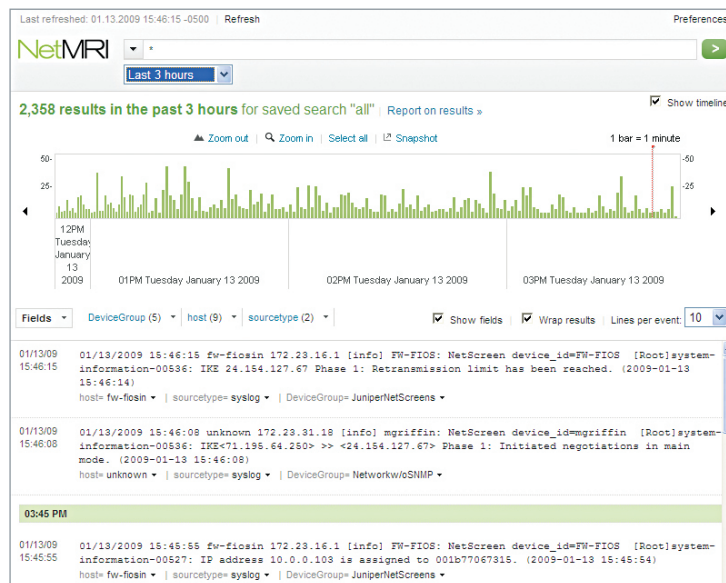 Last refreshed: 01.13.2009 15:46:15 -0500 | Refresh
Preferences
NetMRI
*
>
Last 3 hours
2,358 results in the past 3 hours for saved search "all" | Report on results »
Show timeline
Zoom out | Zoom in | Select all | Snapshot
1 bar = 1 minute
50-
-50
25-
-25
12PM
Tuesday
January
13
2009
01PM Tuesday January 13 2009
02PM Tuesday January 13 2009
03PM Tuesday January 13 2009
Fields
DeviceGroup (5)
host (9)
sourcetype (2)
Show fields
Wrap results
Lines per event: 10
01/13/09
15:46:15
01/13/2009 15:46:15 fw-fiosin 172.23.16.1 [info] FW-FIOS: NetScreen device_id=FW-FIOS [Root]system-
information-00536: IKE 24.154.127.67 Phase 1: Retransmission limit has been reached. (2009-01-13
15:46:14)
host= fw-fiosin | sourcetype= syslog | DeviceGroup= JuniperNetScreens
01/13/09
15:46:08
01/13/2009 15:46:08 unknown 172.23.31.18 [info] mgriffin: NetScreen device_id=mgriffin [Root]system-
information-00536: IKE<71.195.64.250> >> <24.154.127.67> Phase 1: Initiated negotiations in main
mode. (2009-01-13 15:46:08)
host= unknown | sourcetype= syslog | DeviceGroup= Networkw/oSNMP
03:45 PM
01/13/09
15:45:55
01/13/2009 15:45:55 fw-fiosin 172.23.16.1 [info] FW-FIOS: NetScreen device_id=FW-FIOS [Root]system-
information-00527: IP address 10.0.0.103 is assigned to 001b77067315. (2009-01-13 15:45:54)
host= fw-fiosin | sourcetype= syslog | DeviceGroup= JuniperNetScreens